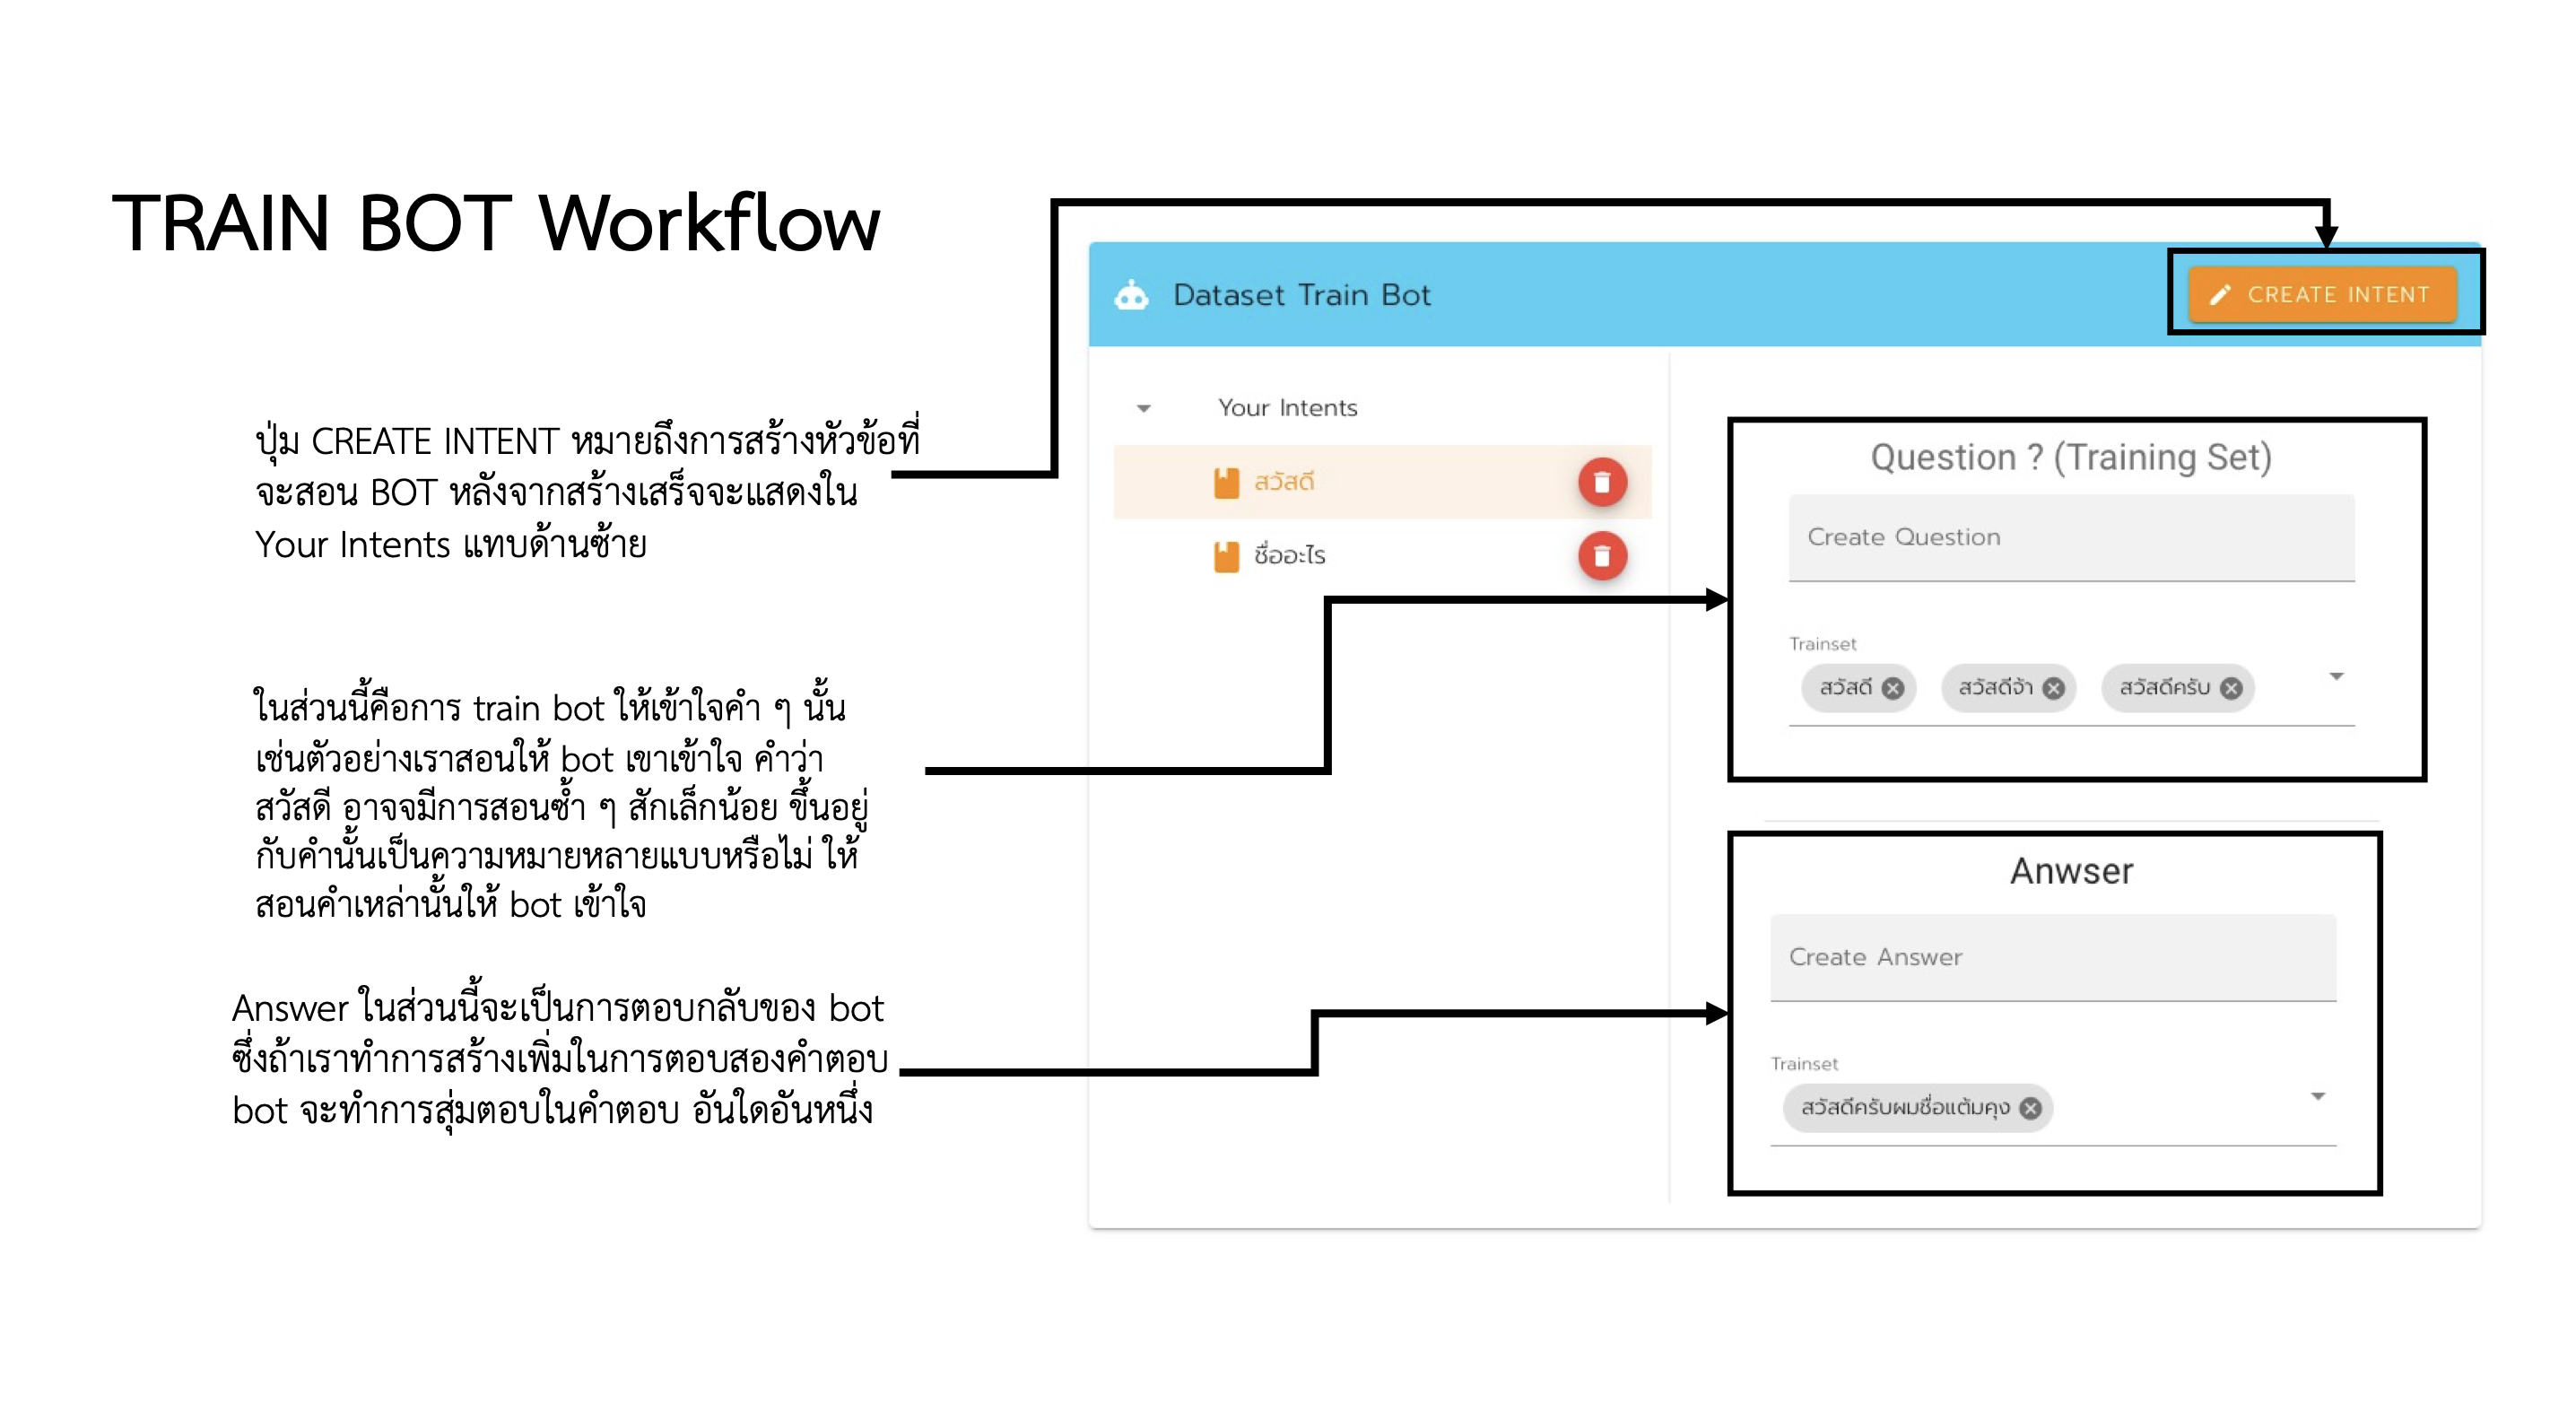 TRAIN BOT Workflow
ปุ่ม CREATE INTENT หมายถึงการสร้างหัวข้อที่
จะสอน BOT หลังจากสร้างเสร็จจะแสดงใน
Your Intents แทบด้านซ้าย
ในส่วนนี้คือการ train bot ให้เข้าใจคำ ๆ นั้น
เช่นตัวอย่างเราสอนให้ bot เขาเข้าใจ คำว่า
สวัสดี อาจจมีการสอนซ้ำ ๆ สักเล็กน้อย ขึ้นอยู่
กับคำนั้นเป็นความหมายหลายแบบหรือไม่ ให้
สอนคำเหล่านั้นให้ bot เข้าใจ
Answer ในส่วนนี้จะเป็นการตอบกลับของ bot
ซึ่งถ้าเราทำการสร้างเพิ่มในการตอบสองคำตอบ
bot จะทำการสุ่มตอบในคำตอบ อันใดอันหนึ่ง
Dataset Train Bot
CREATE INTENT
Your Intents
สวัสดี
ชื่ออะไร
Question ? (Training Set)
Create Question
Trainset
สวัสดี สวัสดีจ้า สวัสดีครับ
Anwser
Create Answer
Trainset
สวัสดีครับผมชื่อแต้มคุง